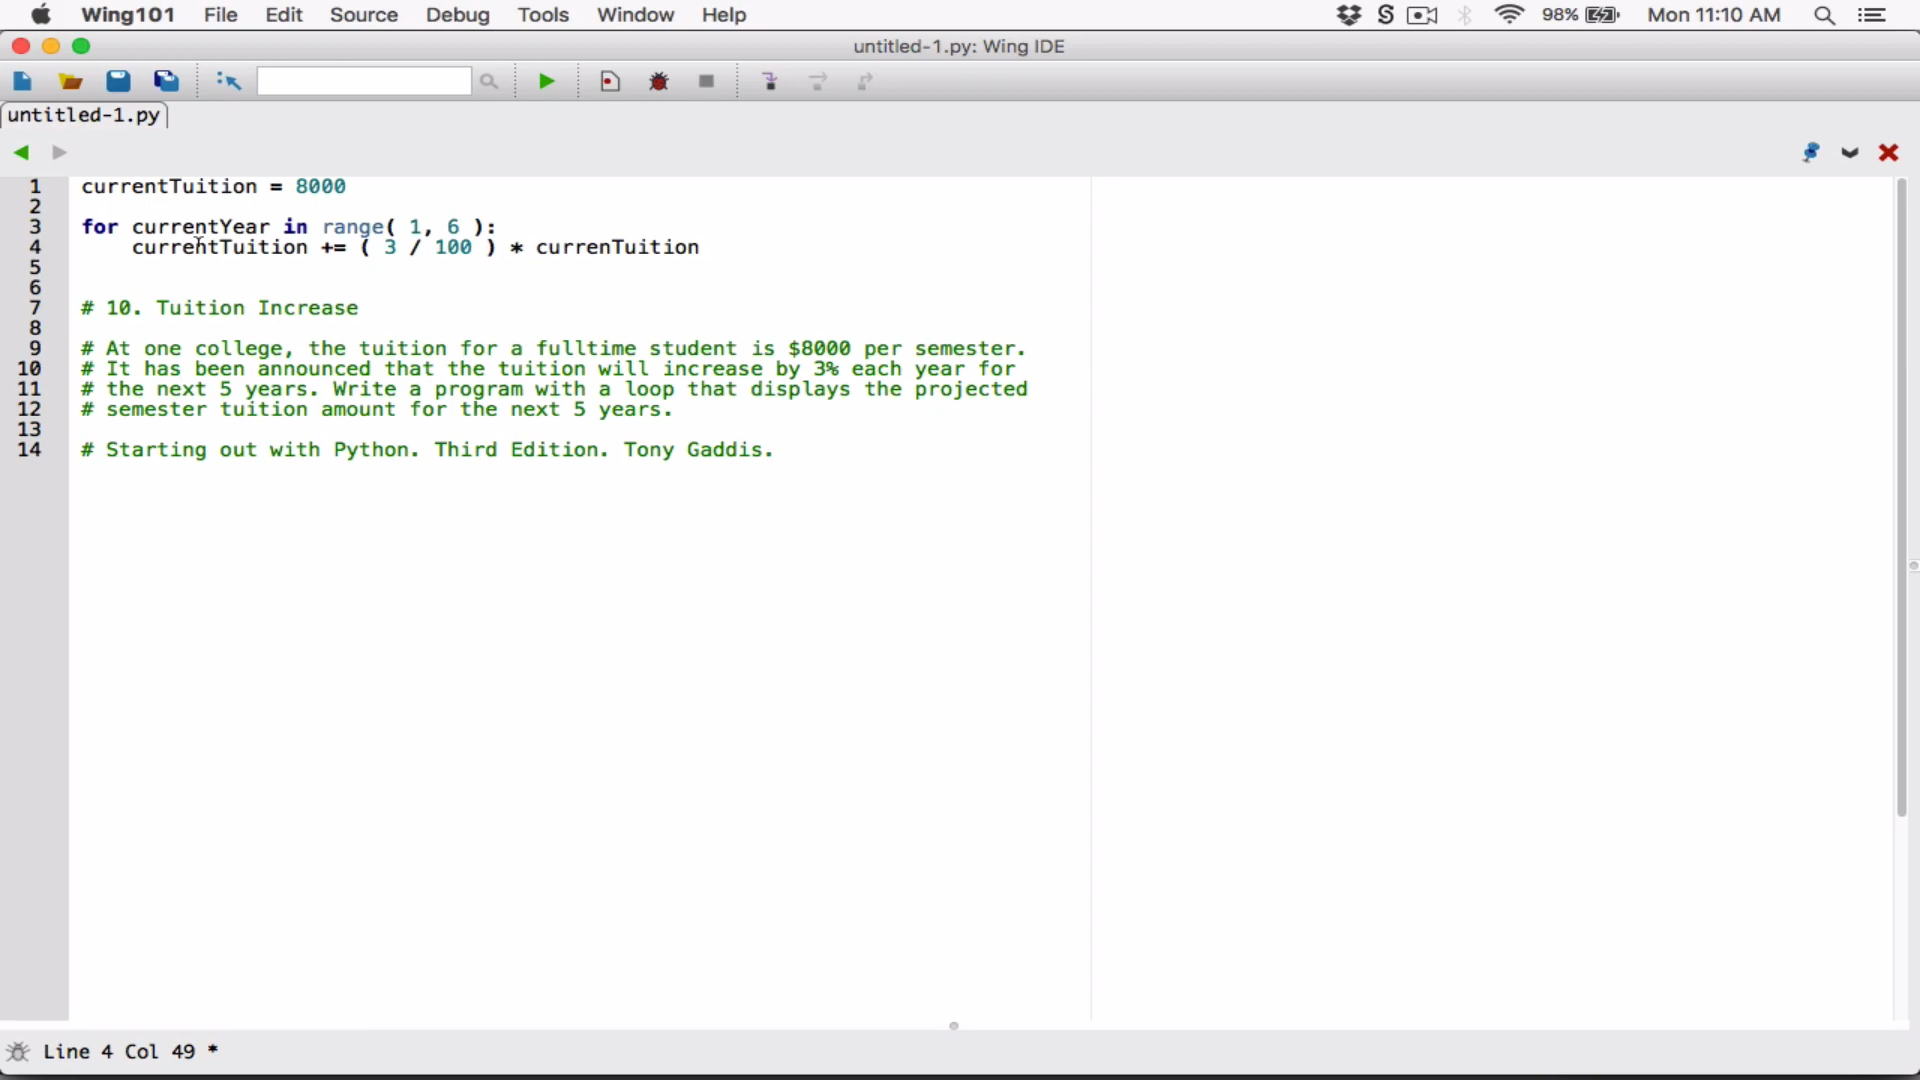 Wing101 File Edit Source Debug Tools Window Help 98% Mon 11:10 AM
untitled-1.py: Wing IDE
untitled-1.py
1 currentTuition = 8000
2
3 for currentYear in range( 1, 6 ):
4 currentTuition += ( 3 / 100 ) * currenTuition
5
6
7 # 10. Tuition Increase
8
9 # At one college, the tuition for a fulltime student is $8000 per semester.
10 # It has been announced that the tuition will increase by 3% each year for
11 # the next 5 years. Write a program with a loop that displays the projected
12 # semester tuition amount for the next 5 years.
13
14 # Starting out with Python. Third Edition. Tony Gaddis.
Line 4 Col 49 *